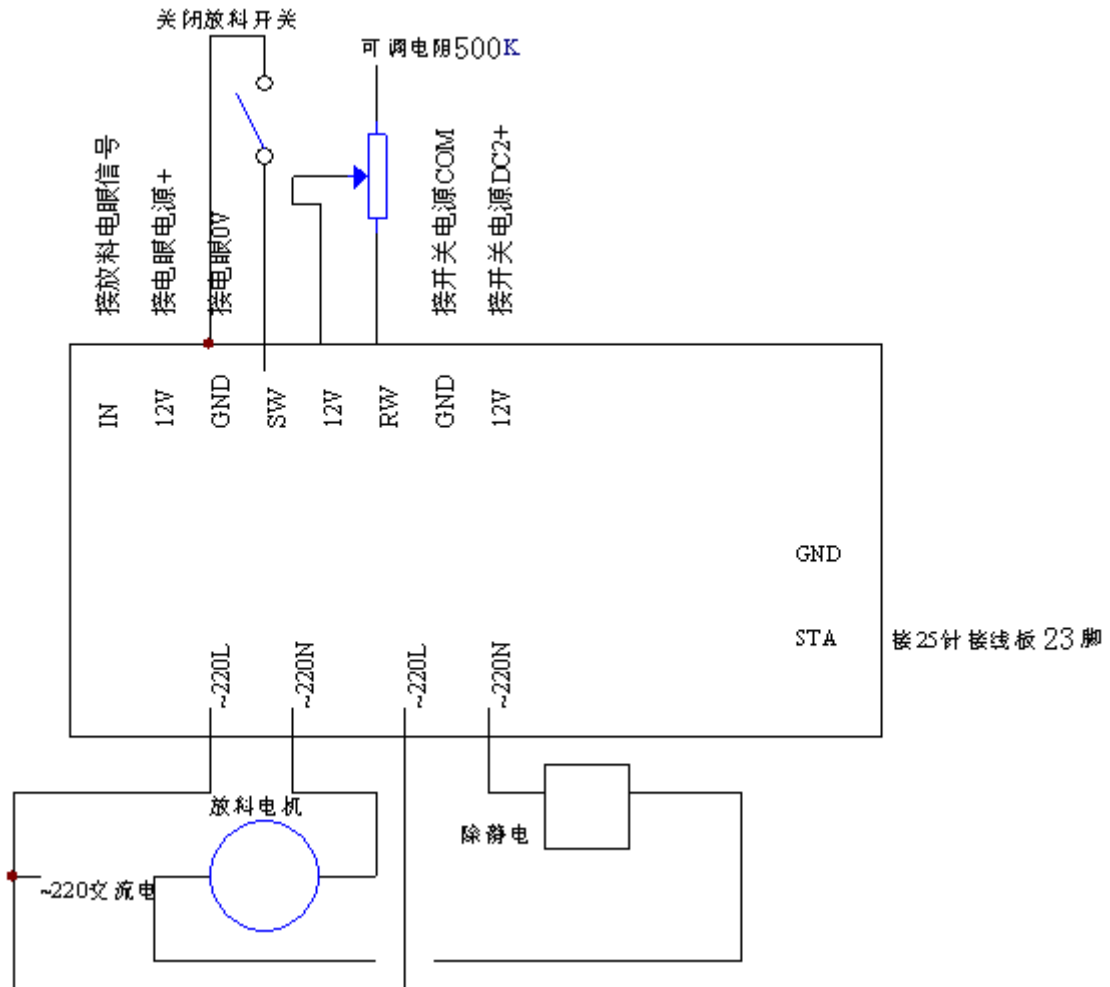 关闭放料开关
可调电阻500K
接放料电眼信号
接电眼电源+
接电眼0V
接开关电源COM
接开关电源DC2+
IN
12V
GND
SW
12V
RW
GND
12V
GND
STA
接25针接线板23脚
~220L
~220N
~220L
~220N
放料电机
除静电
~220交流电